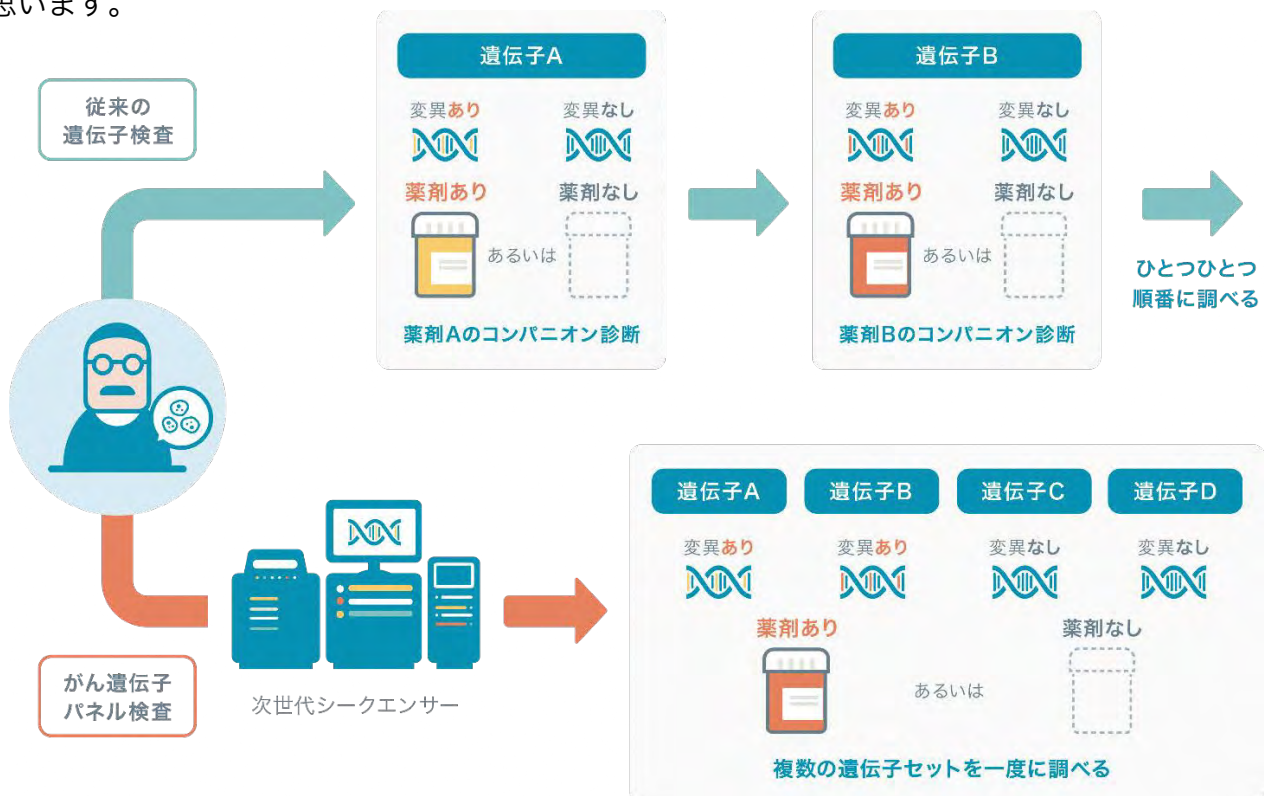 思います。
従来の
遺伝子検査
遺伝子A
変異あり 変異なし
薬剤あり 薬剤なし
あるいは
薬剤Aのコンパニオン診断
遺伝子B
変異あり 変異なし
薬剤あり 薬剤なし
あるいは
薬剤Bのコンパニオン診断
ひとつひとつ
順番に調べる
がん遺伝子
パネル検査
次世代シークエンサー
遺伝子A 遺伝子B 遺伝子C 遺伝子D
変異あり 変異あり 変異なし 変異なし
薬剤あり 薬剤なし
あるいは
複数の遺伝子セットを一度に調べる